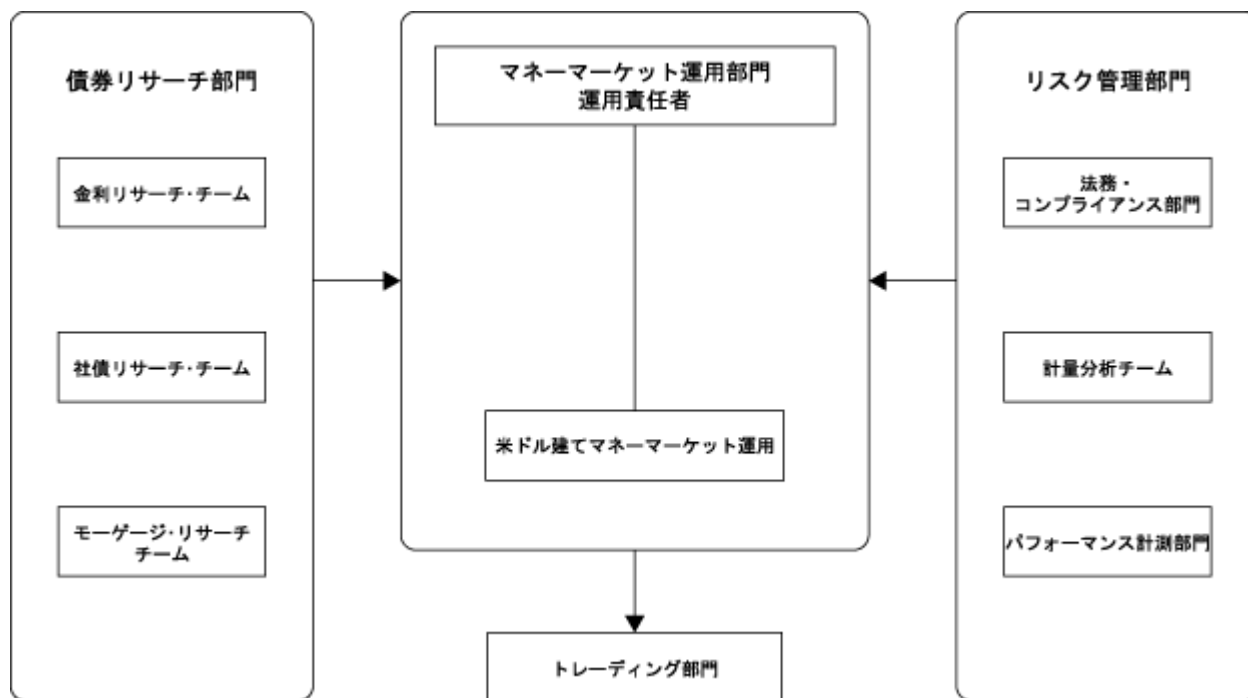 債券リサーチ部門
金利リサーチ・チーム
社債リサーチ・チーム
モーゲージ・リサーチ
チーム
マネーマーケット運用部門
運用責任者
米ドル建てマネーマーケット運用
トレーディング部門
リスク管理部門
法務・
コンプライアンス部門
計量分析チーム
パフォーマンス計測部門